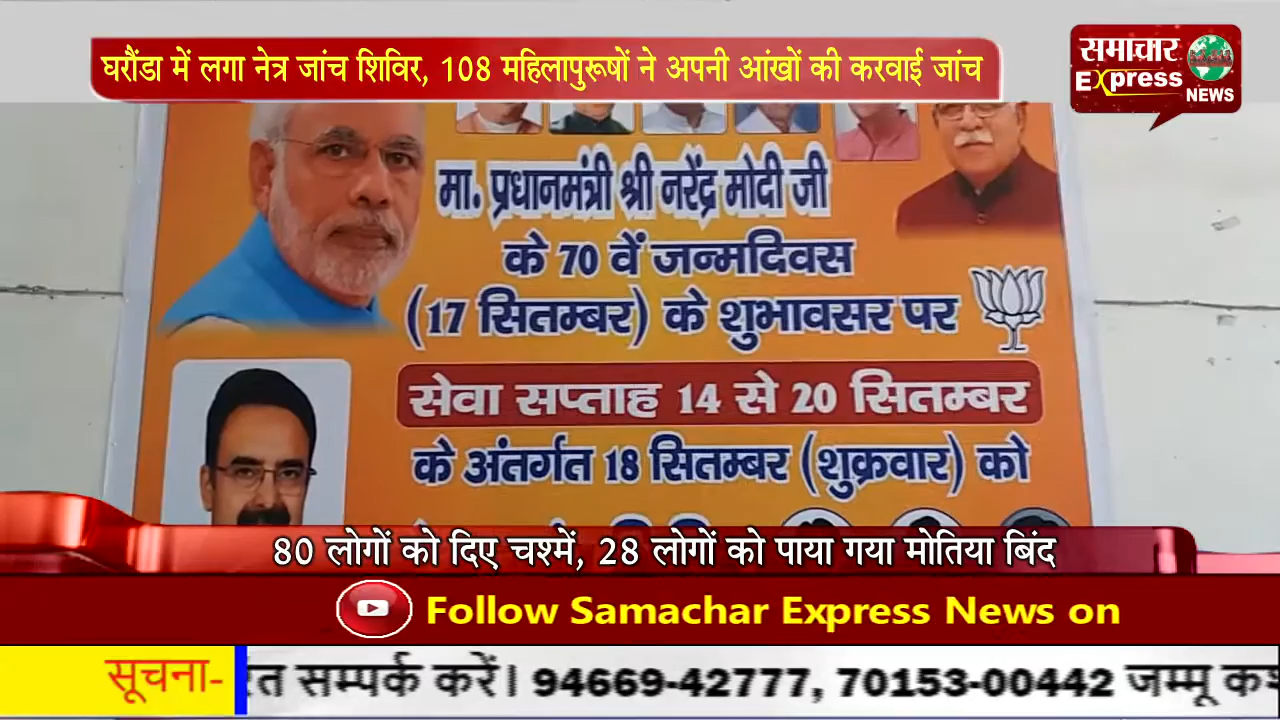 घरौंडा में लगा नेत्र जांच शिविर, 108 महिलापुरूषों ने अपनी आंखों की करवाई जांच
समाचार
Express
NEWS
मा. प्रधानमंत्री श्री नरेंद्र मोदी जी
के 70 वें जन्मदिवस
(17 सितम्बर) के शुभावसर पर
सेवा सप्ताह 14 से 20 सितम्बर
के अंतर्गत 18 सितम्बर (शुक्रवार) को
80 लोगों को दिए चश्में, 28 लोगों को पाया गया मोतिया बिंद
Follow Samachar Express News on
सूचना- सम्पर्क करें। 94669-42777, 70153-00442 जम्मू